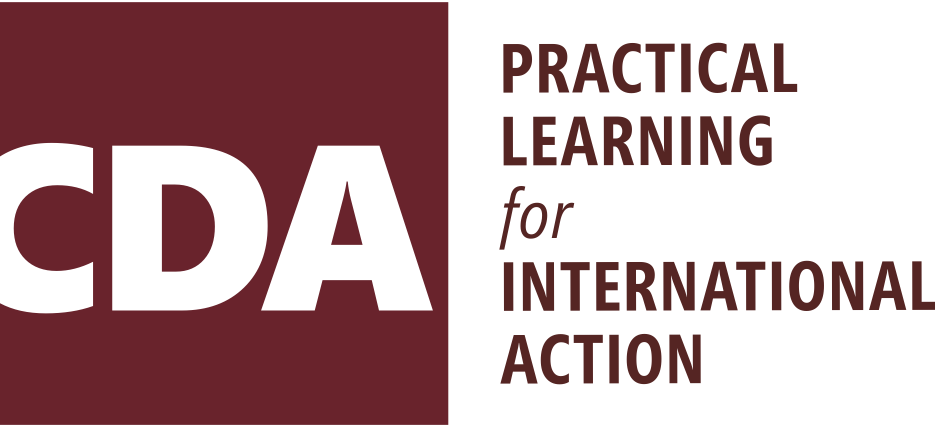 CDA
PRACTICAL
LEARNING
for
INTERNATIONAL
ACTION